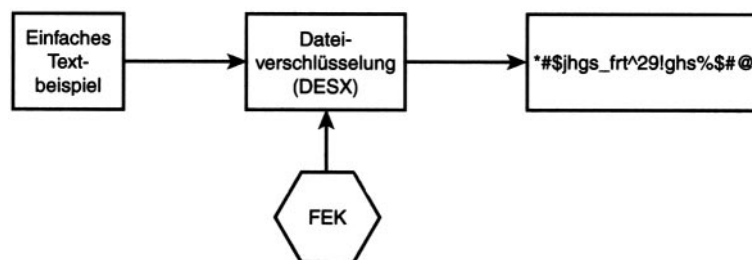 Einfaches
Text-
beispiel
Datei-
verschlüsselung
(DESX)
*#$jhgs_frt^29!ghs%$#@
FEK